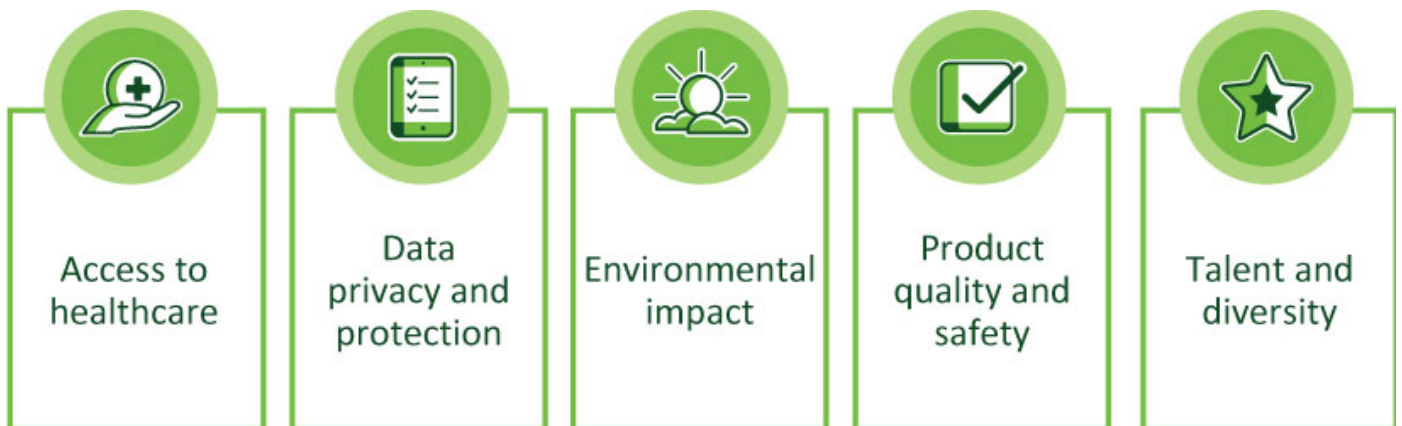 Access to
healthcare
Data
privacy and
protection
Environmental
impact
Product
quality and
safety
Talent and
diversity